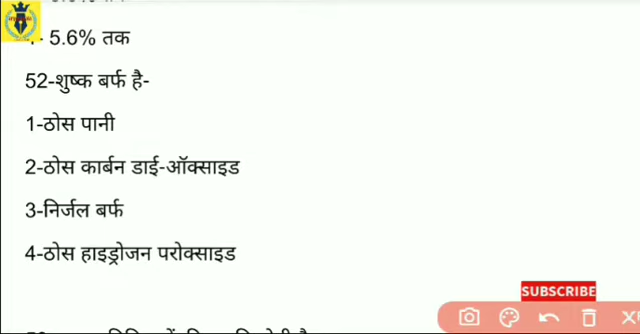 - 5.6% तक
52-शुष्क बर्फ है-
1-ठोस पानी
2-ठोस कार्बन डाई-ऑक्साइड
3-निर्जल बर्फ
4-ठोस हाइड्रोजन परोक्साइड
SUBSCRIBE